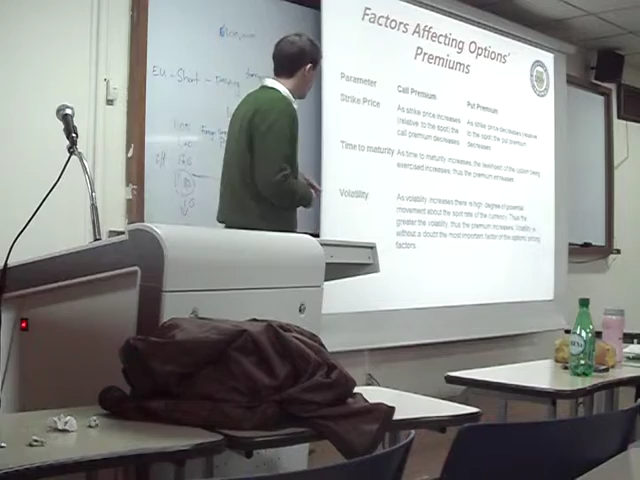 EU - Short -
Factors Affecting Options'
Premiums
Parameter
Call Premium
Put Premium
Strike Price
As strike price increases
(relative to the spot) the
call premium decreases
As strike price decreases (relative
to the spot) the put premium
decreases
Time to maturity
As time to maturity increases the likelihood of the option being
exercised increases, thus the premium increases
Volatility
As volatility increases there is high degree of potential
movement about the spot rate of the currency. Thus the
greater the volatility, thus the premium increases. Volatility is
without a doubt the most important factor of the options' pricing
factors